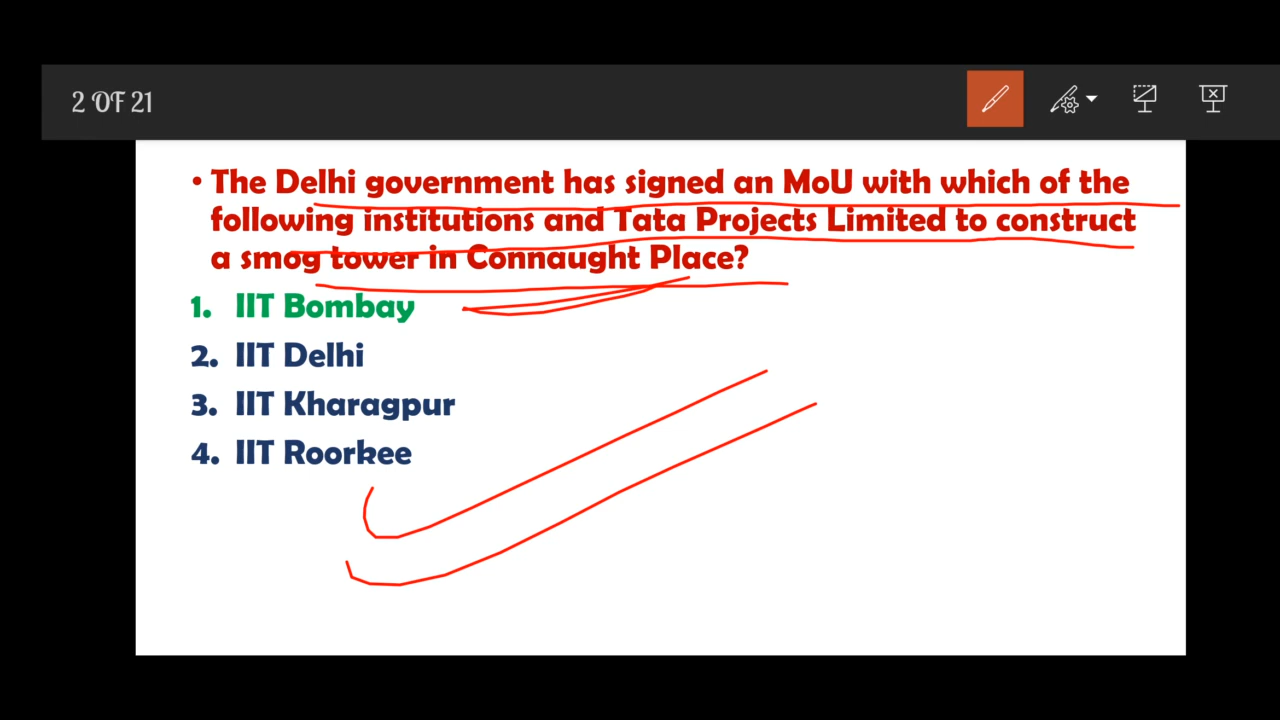 2 OF 21
• The Delhi government has signed an MoU with which of the
following institutions and Tata Projects Limited to construct
a smog tower in Connaught Place?
1. IIT Bombay
2. IIT Delhi
3. IIT Kharagpur
4. IIT Roorkee